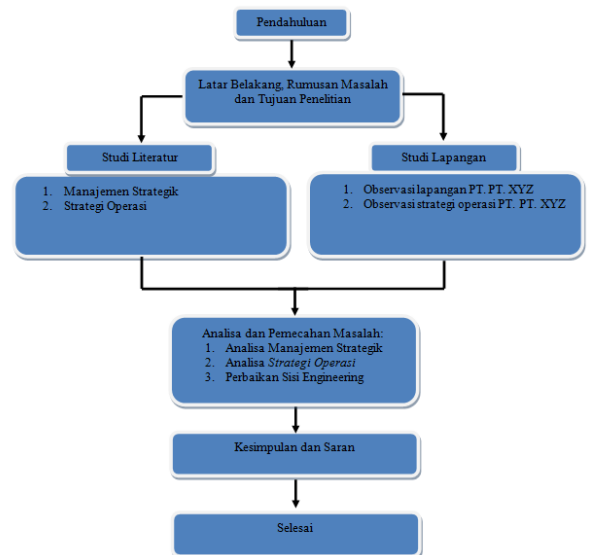 Pendahuluan
Latar Belakang, Rumusan Masalah
dan Tujuan Penelitian
Studi Literatur
1. Manajemen Strategik
2. Strategi Operasi
Studi Lapangan
1. Observasi lapangan PT. PT. XYZ
2. Observasi strategi operasi PT. PT. XYZ
Analisa dan Pemecahan Masalah:
1. Analisa Manajemen Strategik
2. Analisa Strategi Operasi
3. Perbaikan Sisi Engineering
Kesimpulan dan Saran
Selesai